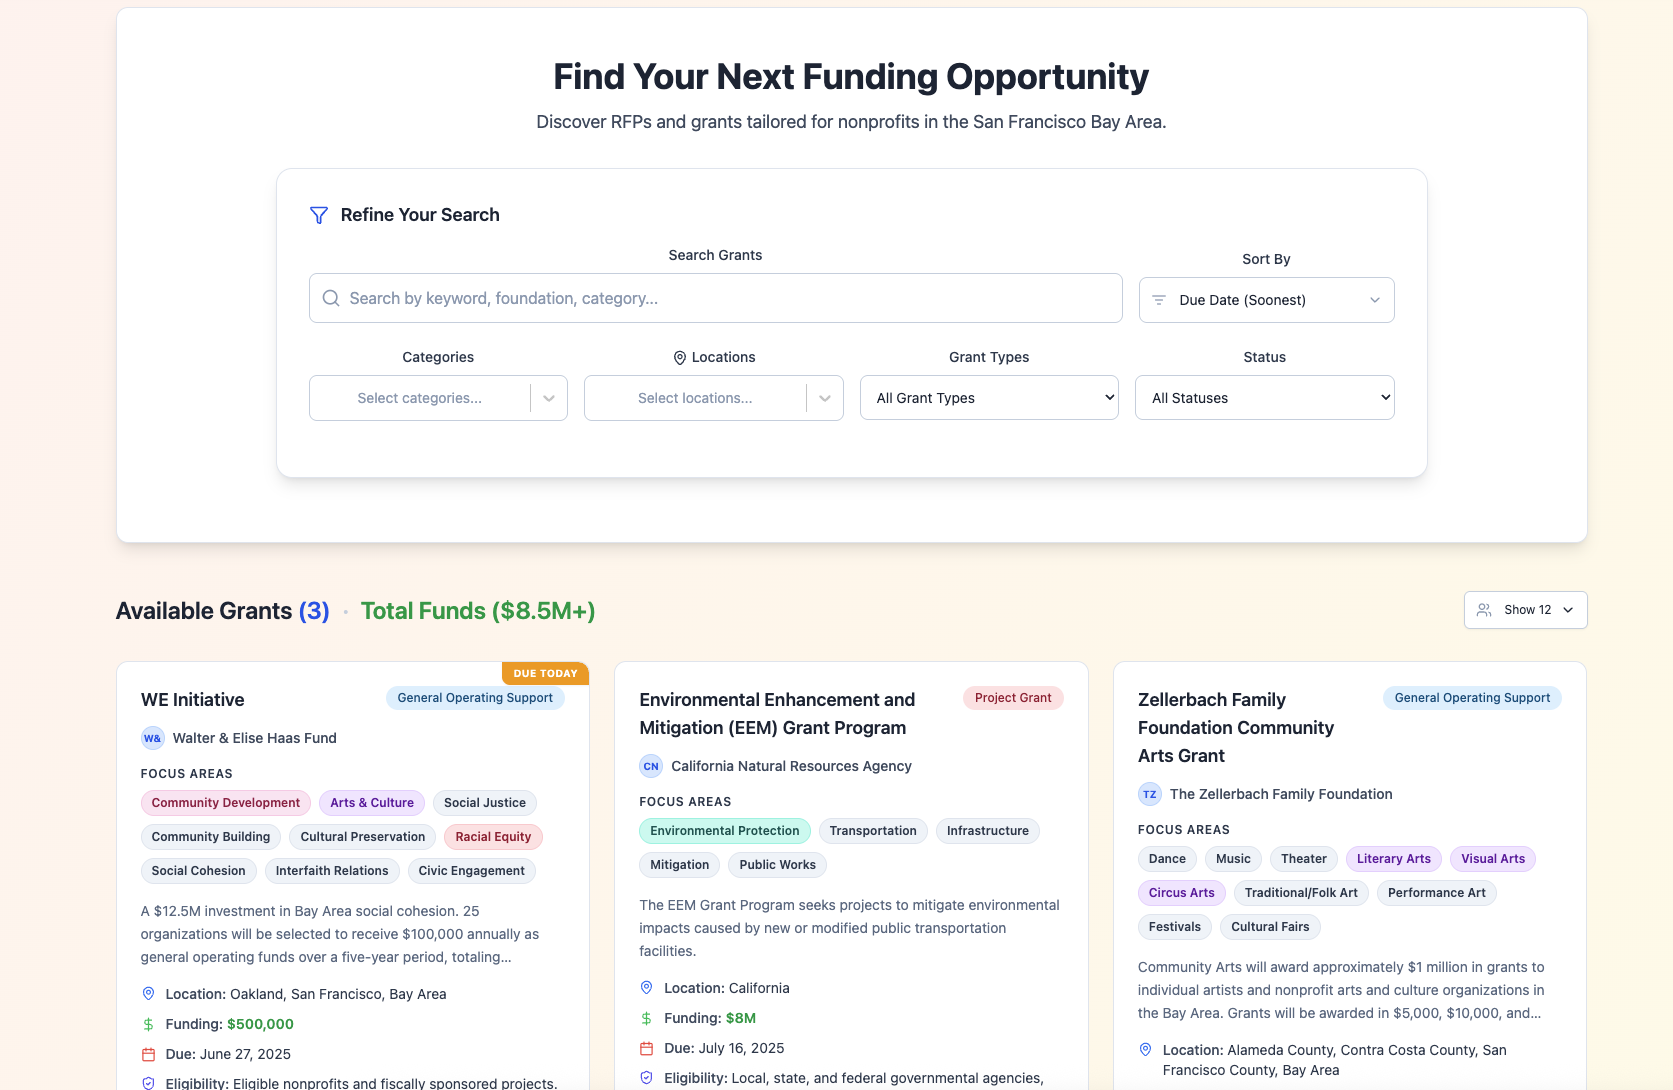 Find Your Next Funding Opportunity
Discover RFPs and grants tailored for nonprofits in the San Francisco Bay Area.
Refine Your Search
Search Grants
Search by keyword, foundation, category...
Sort By
Due Date (Soonest)
Categories
Select categories...
Locations
Select locations...
Grant Types
All Grant Types
Status
All Statuses
Available Grants (3) · Total Funds ($8.5M+)
Show 12
DUE TODAY
WE Initiative
General Operating Support
W&
Walter & Elise Haas Fund
FOCUS AREAS
Community Development
Arts & Culture
Social Justice
Community Building
Cultural Preservation
Racial Equity
Social Cohesion
Interfaith Relations
Civic Engagement
A $12.5M investment in Bay Area social cohesion. 25
organizations will be selected to receive $100,000 annually as
general operating funds over a five-year period, totaling...
Location: Oakland, San Francisco, Bay Area
Funding: $500,000
Due: June 27, 2025
Eligibility: Eligible nonprofits and fiscally sponsored projects.
Environmental Enhancement and
Mitigation (EEM) Grant Program
Project Grant
CN
California Natural Resources Agency
FOCUS AREAS
Environmental Protection
Transportation
Infrastructure
Mitigation
Public Works
The EEM Grant Program seeks projects to mitigate environmental
impacts caused by new or modified public transportation
facilities.
Location: California
Funding: $8M
Due: July 16, 2025
Eligibility: Local, state, and federal governmental agencies,
Zellerbach Family
Foundation Community
Arts Grant
General Operating Support
TZ
The Zellerbach Family Foundation
FOCUS AREAS
Dance
Music
Theater
Literary Arts
Visual Arts
Circus Arts
Traditional/Folk Art
Performance Art
Festivals
Cultural Fairs
Community Arts will award approximately $1 million in grants to
individual artists and nonprofit arts and culture organizations in
the Bay Area. Grants will be awarded in $5,000, $10,000, and...
Location: Alameda County, Contra Costa County, San
Francisco County, Bay Area